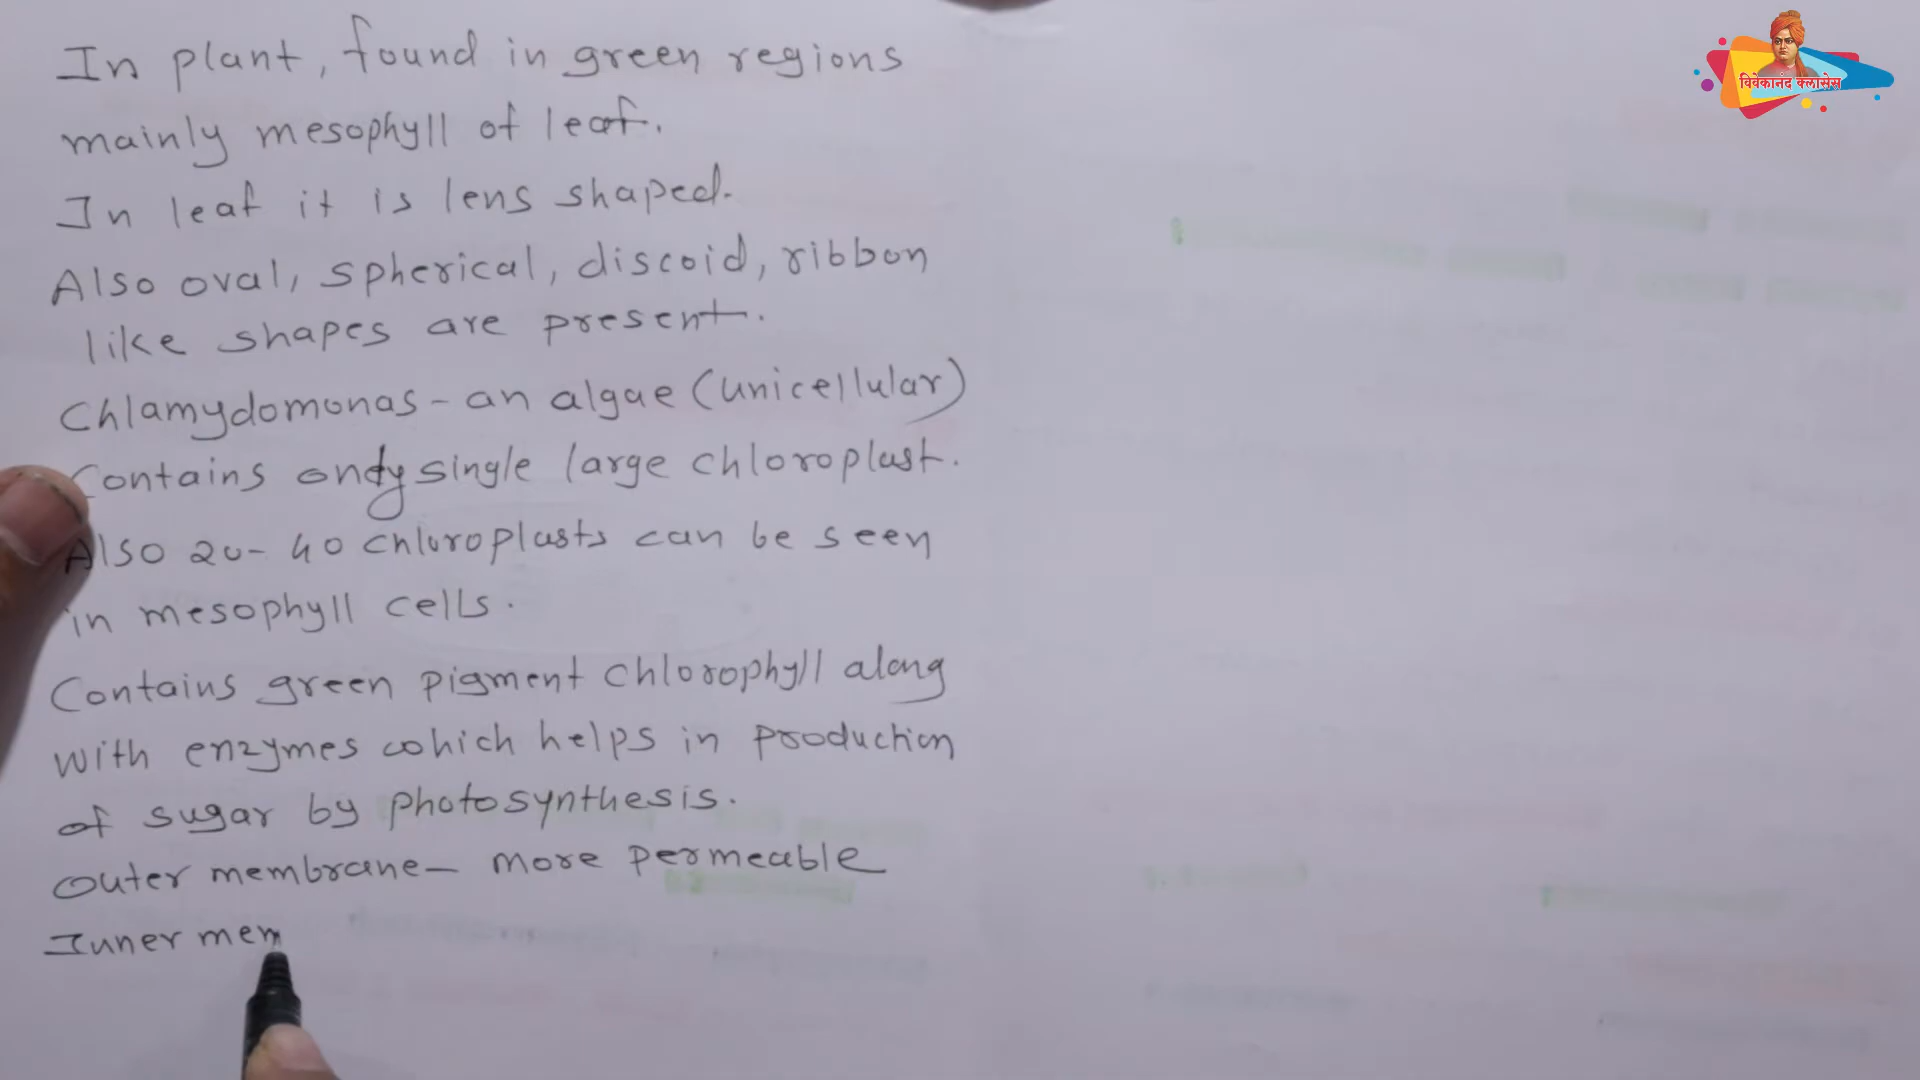 In plant, found in green regions
mainly mesophyll of leaf.
In leaf it is lens shaped.
Also oval, spherical, discoid, ribbon
like shapes are present.
Chlamydomonas - an algae (unicellular)
Contains only single large chloroplast.
Also 20-40 chloroplasts can be seen
in mesophyll cells.
Contains green pigment chlorophyll along
with enzymes which helps in production
of sugar by photosynthesis.
Outer membrane - more permeable
Inner mem
विवेकानंद क्लासेस